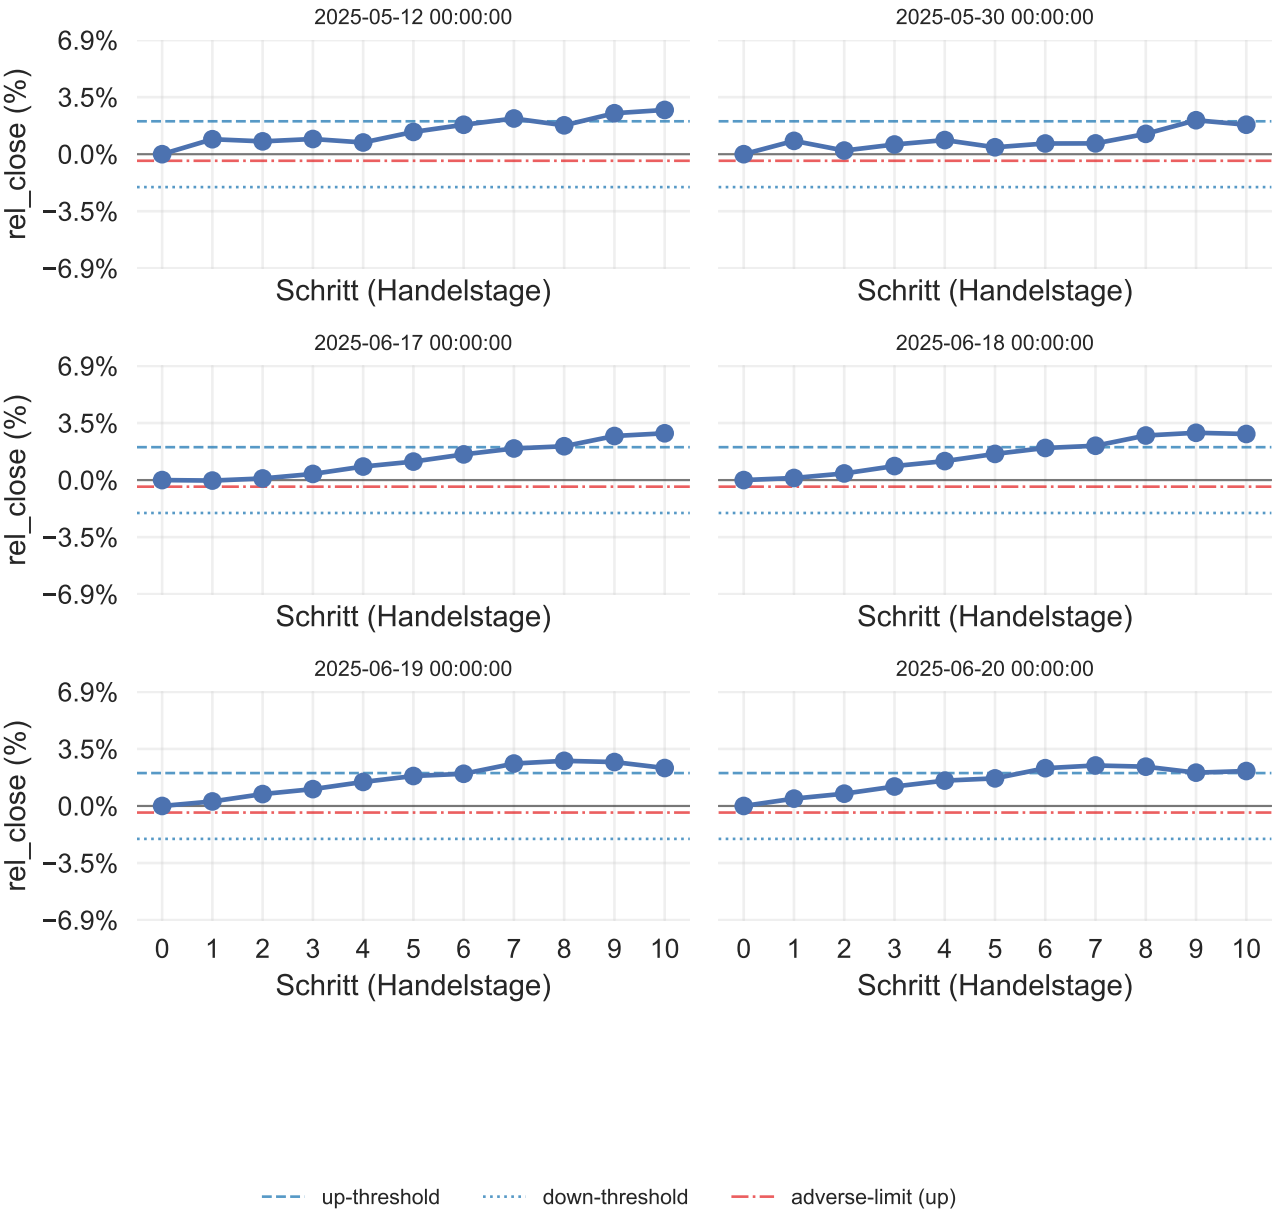 2025-05-12 00:00:00
2025-05-30 00:00:00
6.9%
3.5%
0.0%
−3.5%
−6.9%
rel_close (%)
Schritt (Handelstage)
Schritt (Handelstage)
2025-06-17 00:00:00
2025-06-18 00:00:00
6.9%
3.5%
0.0%
−3.5%
−6.9%
rel_close (%)
Schritt (Handelstage)
Schritt (Handelstage)
2025-06-19 00:00:00
2025-06-20 00:00:00
6.9%
3.5%
0.0%
−3.5%
−6.9%
rel_close (%)
0 1 2 3 4 5 6 7 8 9 10
0 1 2 3 4 5 6 7 8 9 10
Schritt (Handelstage)
Schritt (Handelstage)
up-threshold
down-threshold
adverse-limit (up)